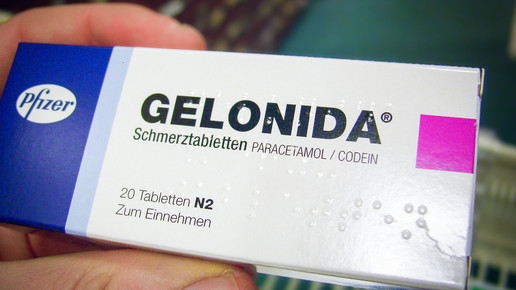 Pfizer
GELONIDA®
Schmerztabletten PARACETAMOL / CODEIN
20 Tabletten N2
Zum Einnehmen